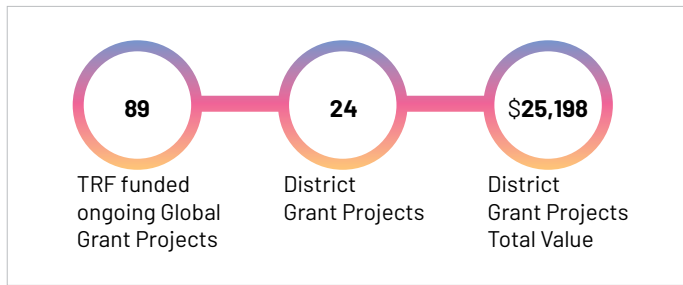 89
TRF funded
ongoing Global
Grant Projects
24
District
Grant Projects
$25,198
District
Grant Projects
Total Value